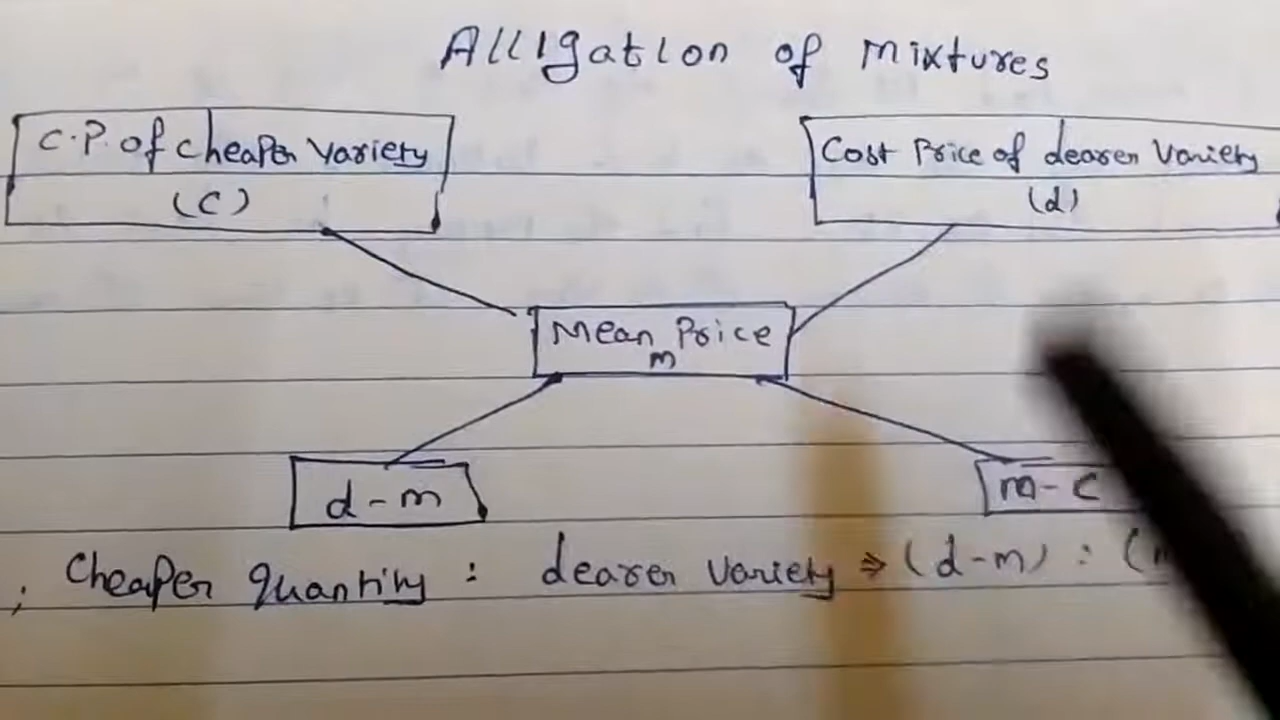 Alligation of mixtures
C.P. of cheaper variety
(c)
Cost Price of dearer Variety
(d)
Mean Price
m
d-m
m-c
; Cheaper quantity : dearer variety ⇒ (d-m) : (